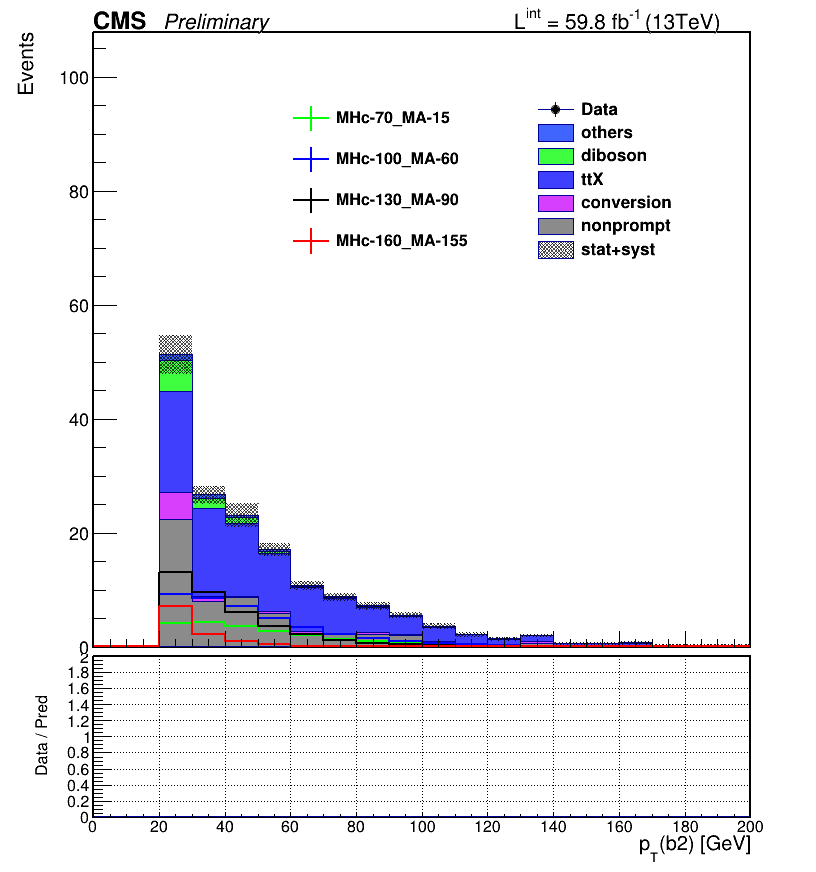 CMS Preliminary L^int = 59.8 fb^-1 (13TeV)
Events
100
80
60
40
20
0
MHc-70_MA-15
MHc-100_MA-60
MHc-130_MA-90
MHc-160_MA-155
Data
others
diboson
ttX
conversion
nonprompt
stat+syst
Data / Pred
2
1.8
1.6
1.4
1.2
1
0.8
0.6
0.4
0.2
0
0 20 40 60 80 100 120 140 160 180 200
p_T(b2) [GeV]